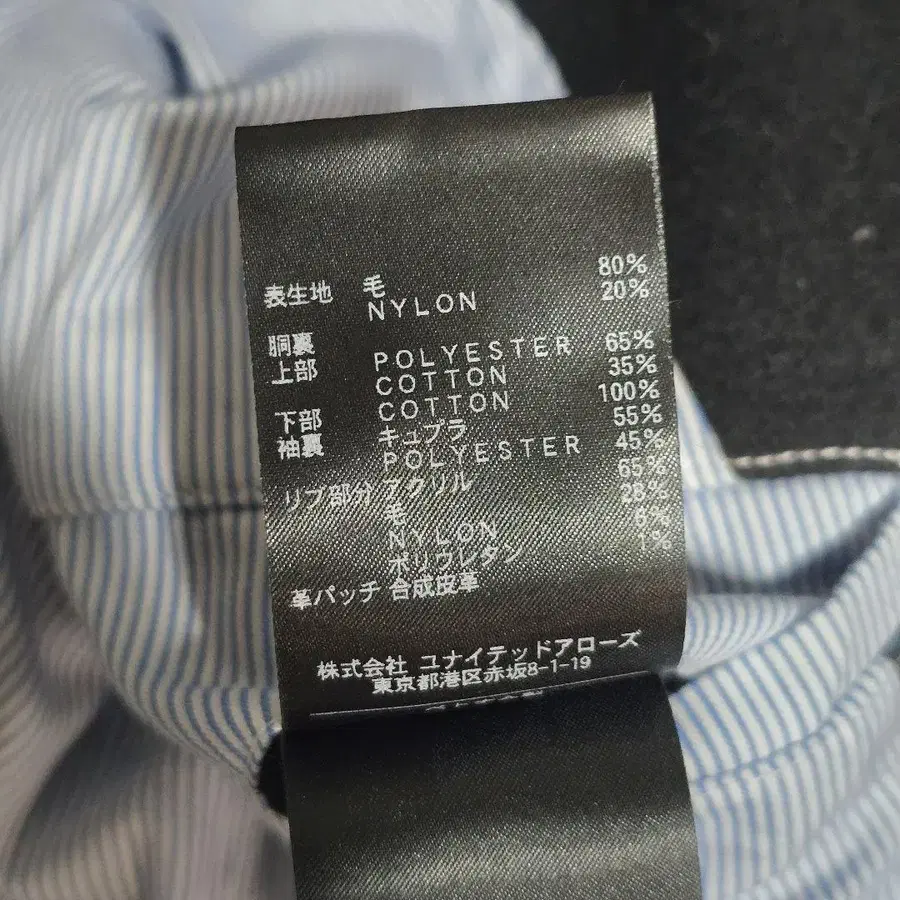 表生地 毛 80%
NYLON 20%
胴裏
上部 POLYESTER 65%
COTTON 35%
下部 COTTON 100%
袖裏 キュプラ 55%
POLYESTER 45%
リブ部分 アクリル 65%
毛 28%
NYLON 6%
ポリウレタン 1%
革パッチ 合成皮革
株式会社 ユナイテッドアローズ
東京都港区赤坂8-1-19